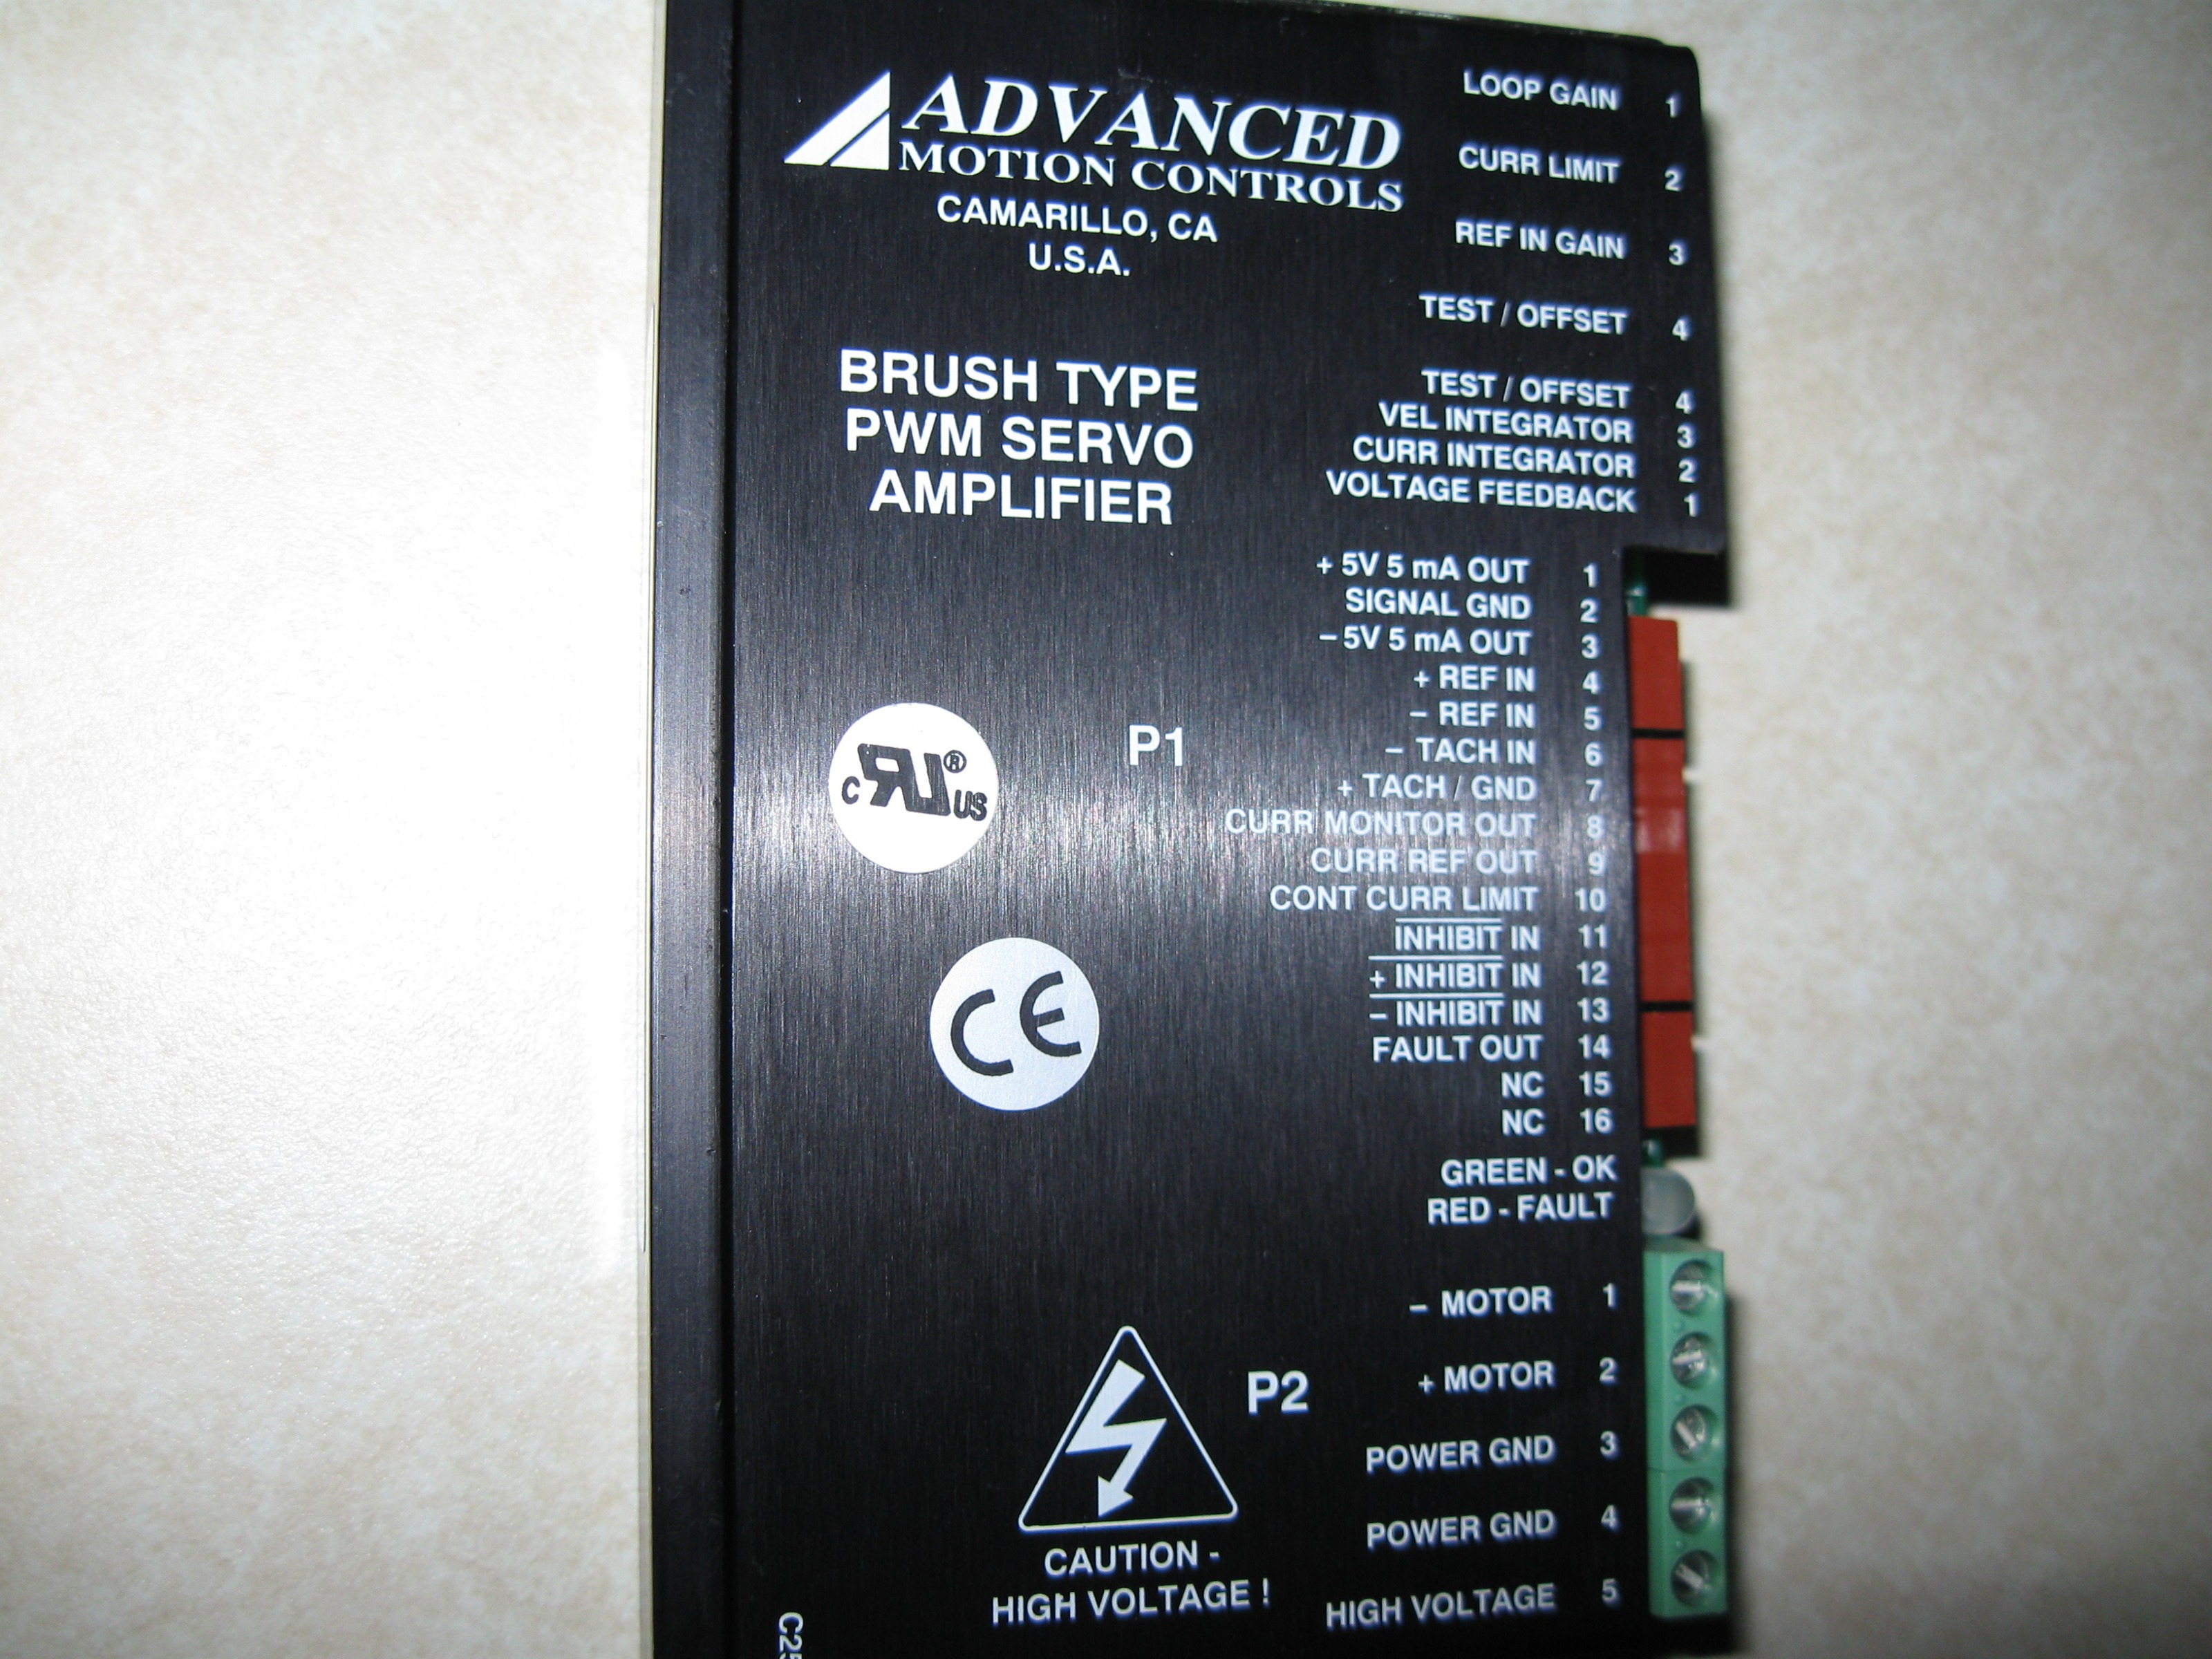 ADVANCED
MOTION CONTROLS
CAMARILLO, CA
U.S.A.
BRUSH TYPE
PWM SERVO
AMPLIFIER
LOOP GAIN 1
CURR LIMIT 2
REF IN GAIN 3
TEST / OFFSET 4
TEST / OFFSET 4
VEL INTEGRATOR 3
CURR INTEGRATOR 2
VOLTAGE FEEDBACK 1
P1
+ 5V 5 mA OUT 1
SIGNAL GND 2
– 5V 5 mA OUT 3
+ REF IN 4
– REF IN 5
– TACH IN 6
+ TACH / GND 7
CURR MONITOR OUT 8
CURR REF OUT 9
CONT CURR LIMIT 10
INHIBIT IN 11
+ INHIBIT IN 12
– INHIBIT IN 13
FAULT OUT 14
NC 15
NC 16
GREEN - OK
RED - FAULT
c RU ® US
CE
P2
– MOTOR 1
+ MOTOR 2
POWER GND 3
POWER GND 4
HIGH VOLTAGE 5
CAUTION -
HIGH VOLTAGE !